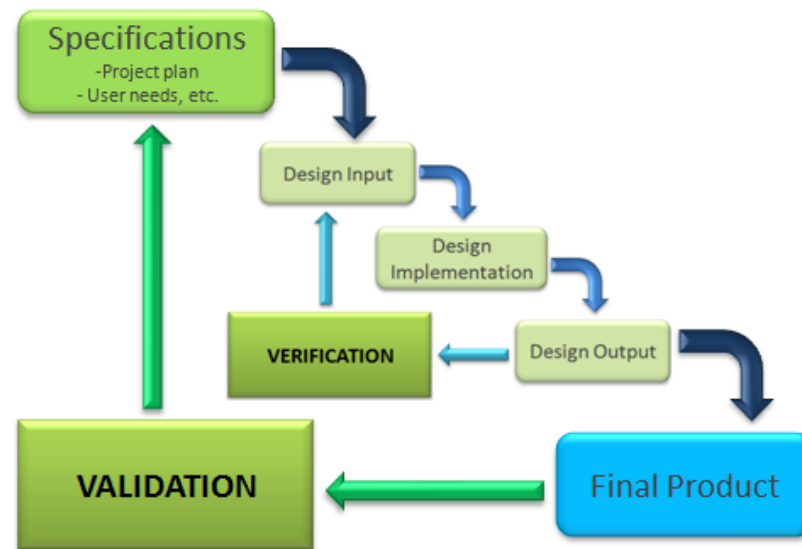 Specifications
-Project plan
- User needs, etc.
Design Input
Design
Implementation
VERIFICATION
Design Output
VALIDATION
Final Product